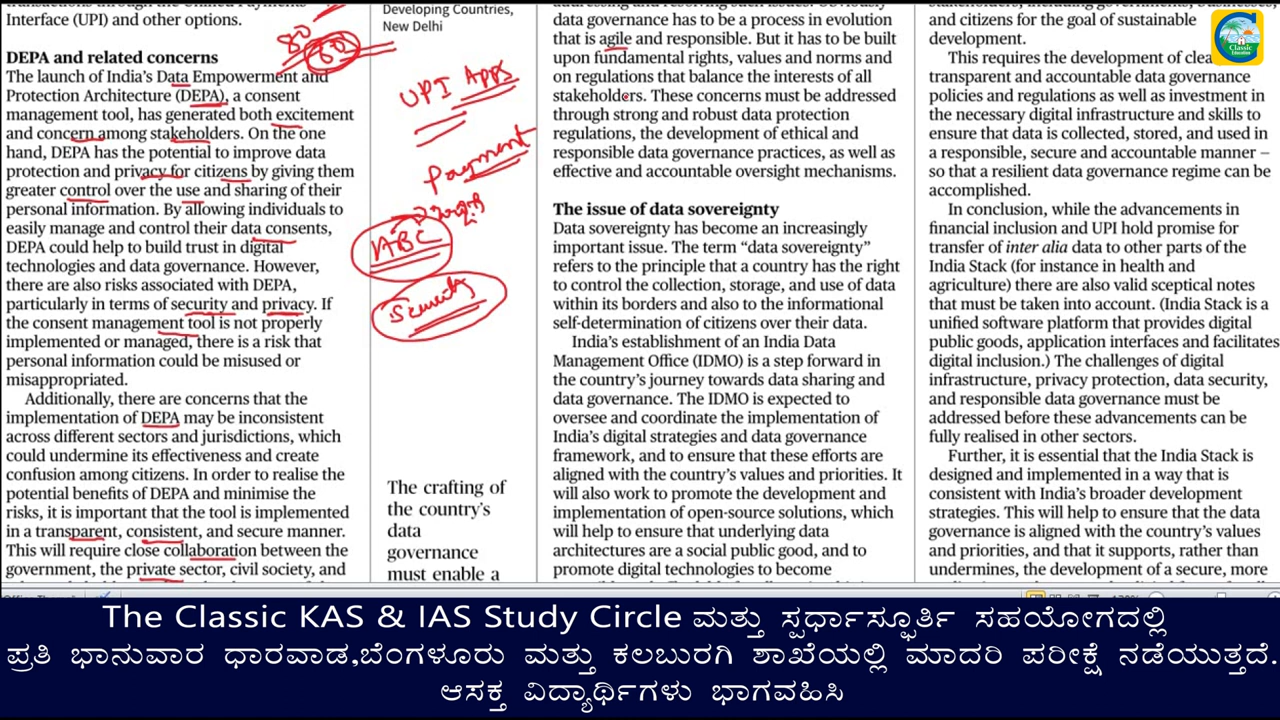 transactions through the Unified Payments
Interface (UPI) and other options.
DEPA and related concerns
The launch of India's Data Empowerment and
Protection Architecture (DEPA), a consent
management tool, has generated both excitement
and concern among stakeholders. On the one
hand, DEPA has the potential to improve data
protection and privacy for citizens by giving them
greater control over the use and sharing of their
personal information. By allowing individuals to
easily manage and control their data consents,
DEPA could help to build trust in digital
technologies and data governance. However,
there are also risks associated with DEPA,
particularly in terms of security and privacy. If
the consent management tool is not properly
implemented or managed, there is a risk that
personal information could be misused or
misappropriated.
Additionally, there are concerns that the
implementation of DEPA may be inconsistent
across different sectors and jurisdictions, which
could undermine its effectiveness and create
confusion among citizens. In order to realise the
potential benefits of DEPA and minimise the
risks, it is important that the tool is implemented
in a transparent, consistent, and secure manner.
This will require close collaboration between the
government, the private sector, civil society, and
80
80
Developing Countries,
New Delhi
UPI Apps
Payment
ABC
Security
The crafting of
the country's
data
governance
must enable a
addressing and resolving such issues. Obviously
data governance has to be a process in evolution
that is agile and responsible. But it has to be built
upon fundamental rights, values and norms and
on regulations that balance the interests of all
stakeholders. These concerns must be addressed
through strong and robust data protection
regulations, the development of ethical and
responsible data governance practices, as well as
effective and accountable oversight mechanisms.
The issue of data sovereignty
Data sovereignty has become an increasingly
important issue. The term “data sovereignty”
refers to the principle that a country has the right
to control the collection, storage, and use of data
within its borders and also to the informational
self-determination of citizens over their data.
India's establishment of an India Data
Management Office (IDMO) is a step forward in
the country's journey towards data sharing and
data governance. The IDMO is expected to
oversee and coordinate the implementation of
India's digital strategies and data governance
framework, and to ensure that these efforts are
aligned with the country's values and priorities. It
will also work to promote the development and
implementation of open-source solutions, which
will help to ensure that underlying data
architectures are a social public good, and to
promote digital technologies to become
stakeholders, including governments, businesses,
and citizens for the goal of sustainable
development.
This requires the development of clea
transparent and accountable data governance
policies and regulations as well as investment in
the necessary digital infrastructure and skills to
ensure that data is collected, stored, and used in
a responsible, secure and accountable manner —
so that a resilient data governance regime can be
accomplished.
In conclusion, while the advancements in
financial inclusion and UPI hold promise for
transfer of inter alia data to other parts of the
India Stack (for instance in health and
agriculture) there are also valid sceptical notes
that must be taken into account. (India Stack is a
unified software platform that provides digital
public goods, application interfaces and facilitates
digital inclusion.) The challenges of digital
infrastructure, privacy protection, data security,
and responsible data governance must be
addressed before these advancements can be
fully realised in other sectors.
Further, it is essential that the India Stack is
designed and implemented in a way that is
consistent with India's broader development
strategies. This will help to ensure that the data
governance is aligned with the country's values
and priorities, and that it supports, rather than
undermines, the development of a secure, more
Classic
Education
The Classic KAS & IAS Study Circle ಮತ್ತು ಸ್ಪರ್ಧಾಸ್ಫೂರ್ತಿ ಸಹಯೋಗದಲ್ಲಿ
ಪ್ರತಿ ಭಾನುವಾರ ಧಾರವಾಡ,ಬೆಂಗಳೂರು ಮತ್ತು ಕಲಬುರಗಿ ಶಾಖೆಯಲ್ಲಿ ಮಾದರಿ ಪರೀಕ್ಷೆ ನಡೆಯುತ್ತದೆ.
ಆಸಕ್ತ ವಿದ್ಯಾರ್ಥಿಗಳು ಭಾಗವಹಿಸಿ